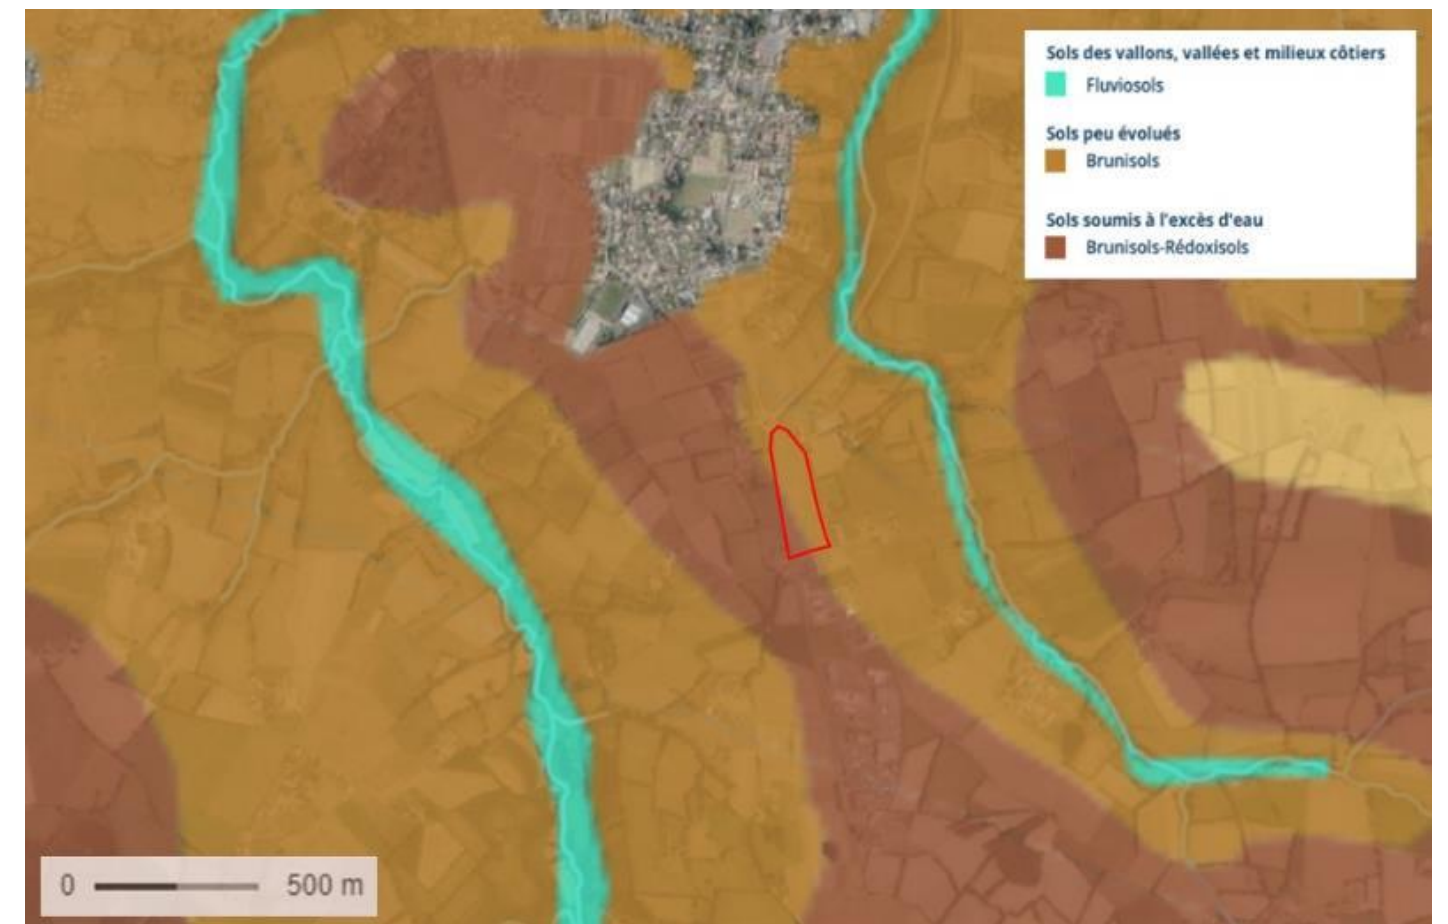 Sols des vallons, vallées et milieux côtiers
Fluviosols
Sols peu évolués
Brunisols
Sols soumis à l'excès d'eau
Brunisols-Rédoxisols
0 500 m